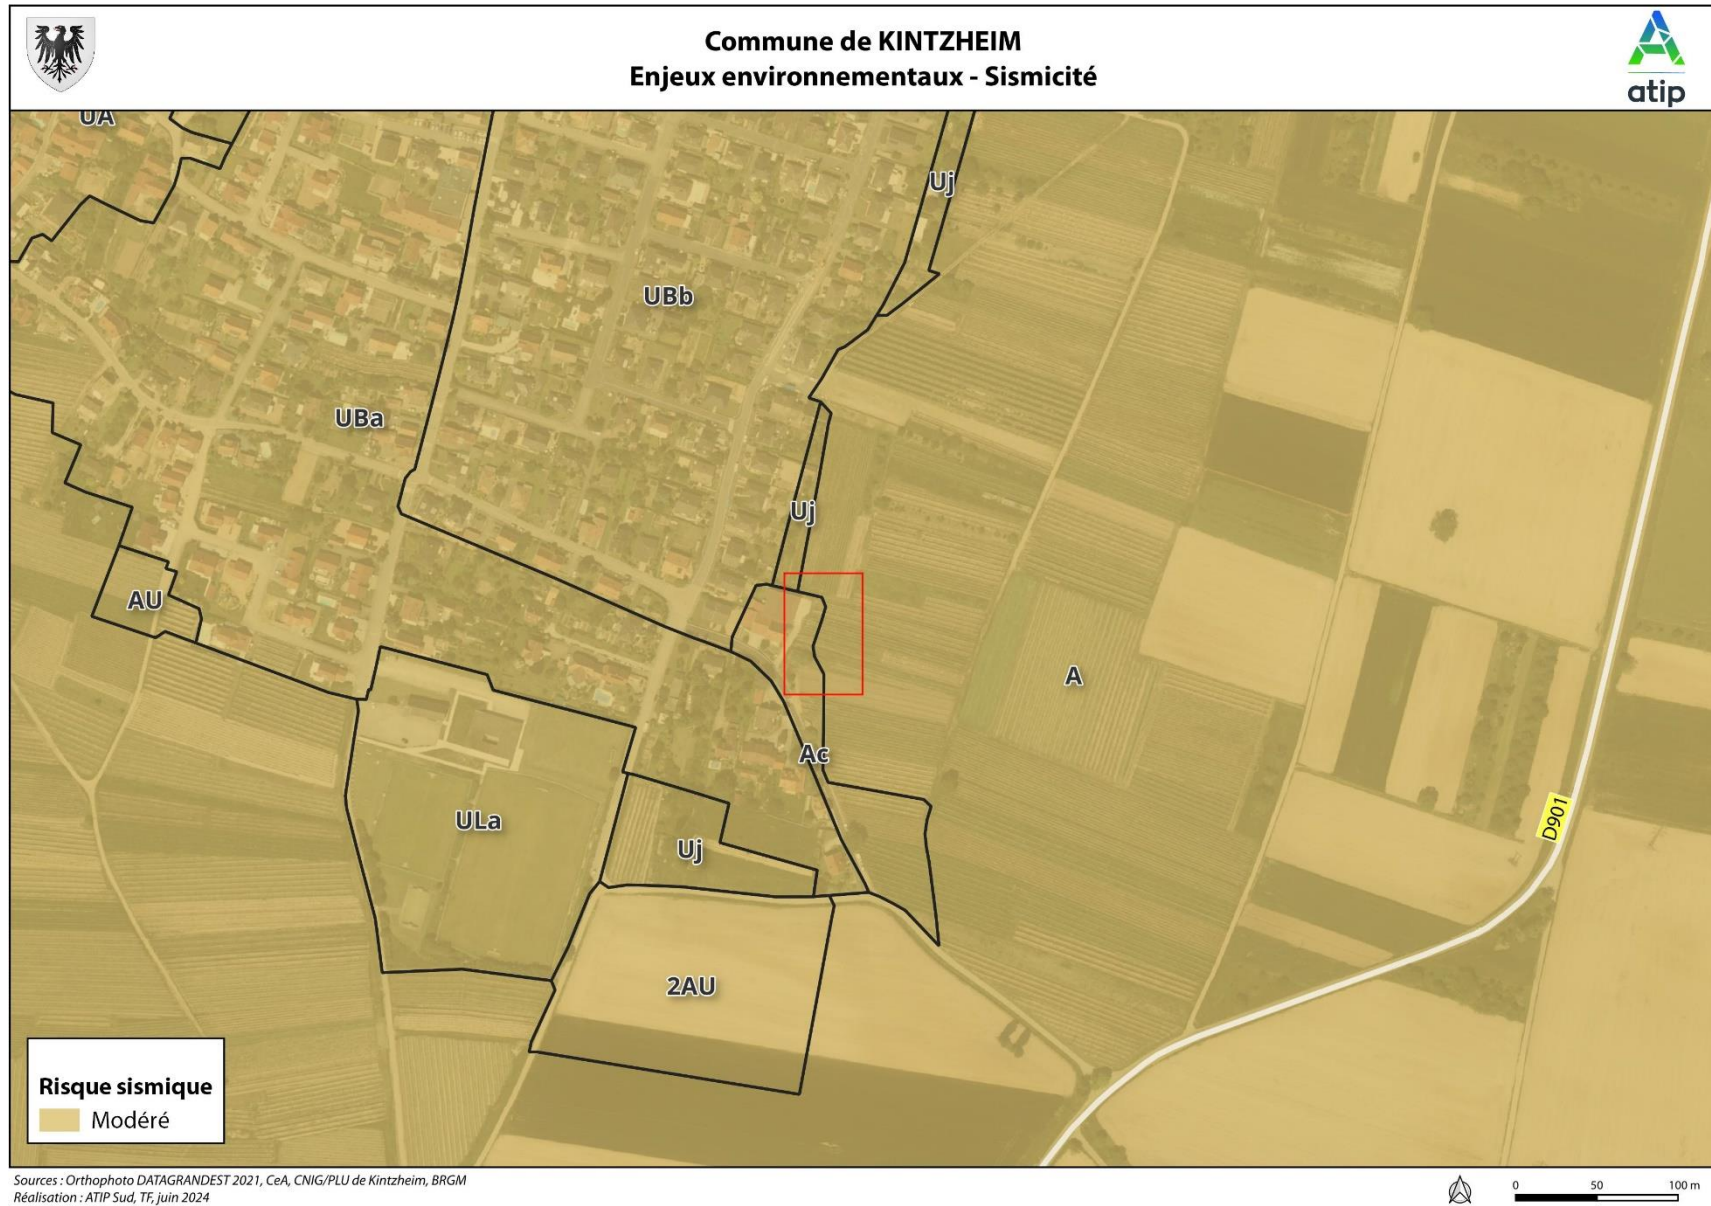 Commune de KINTZHEIM
Enjeux environnementaux - Sismicité
atip
UA
Uj
UBb
UBa
Uj
AU
A
Ac
D901
ULa
Uj
2AU
Risque sismique
Modéré
Sources : Orthophoto DATAGRANDEST 2021, CeA, CNIG/PLU de Kintzheim, BRGM
Réalisation : ATIP Sud, TF, juin 2024
0 50 100 m